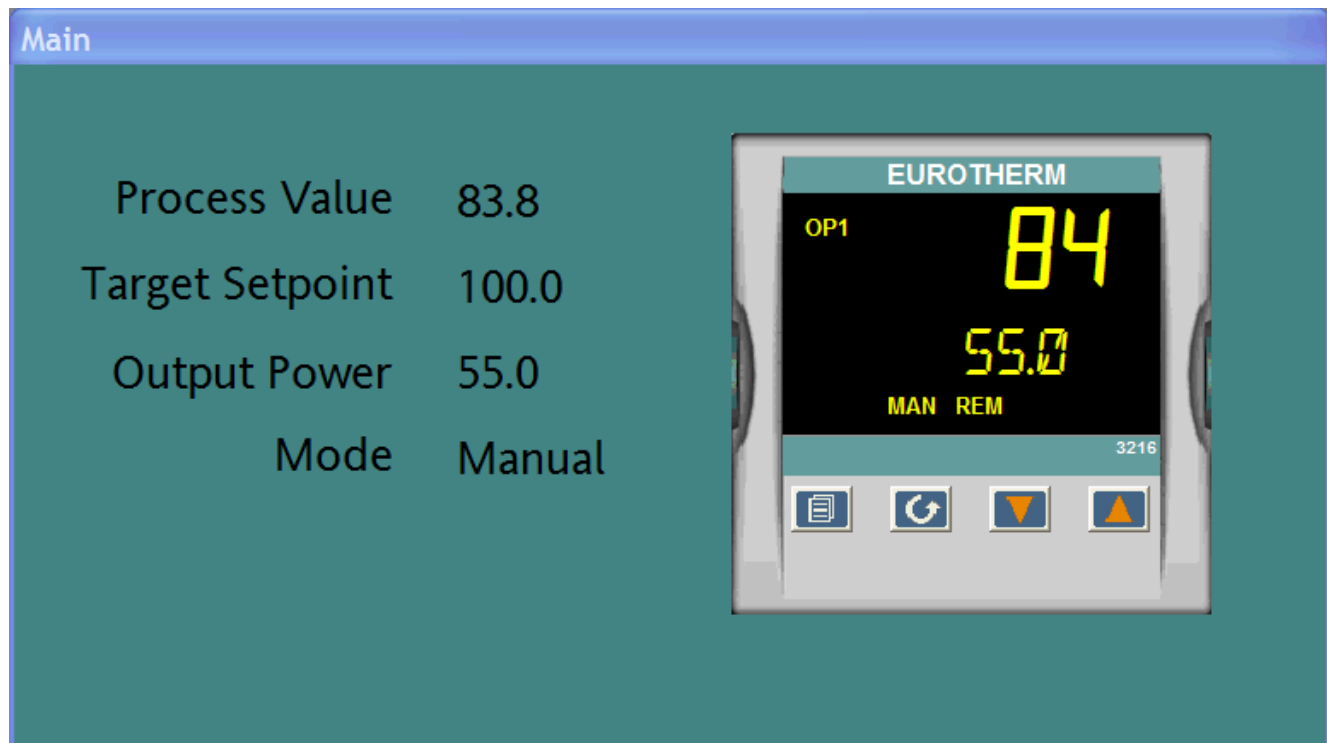 Main
Process Value 83.8
Target Setpoint 100.0
Output Power 55.0
Mode Manual
EUROTHERM
OP1 84
55.0
MAN REM
3216